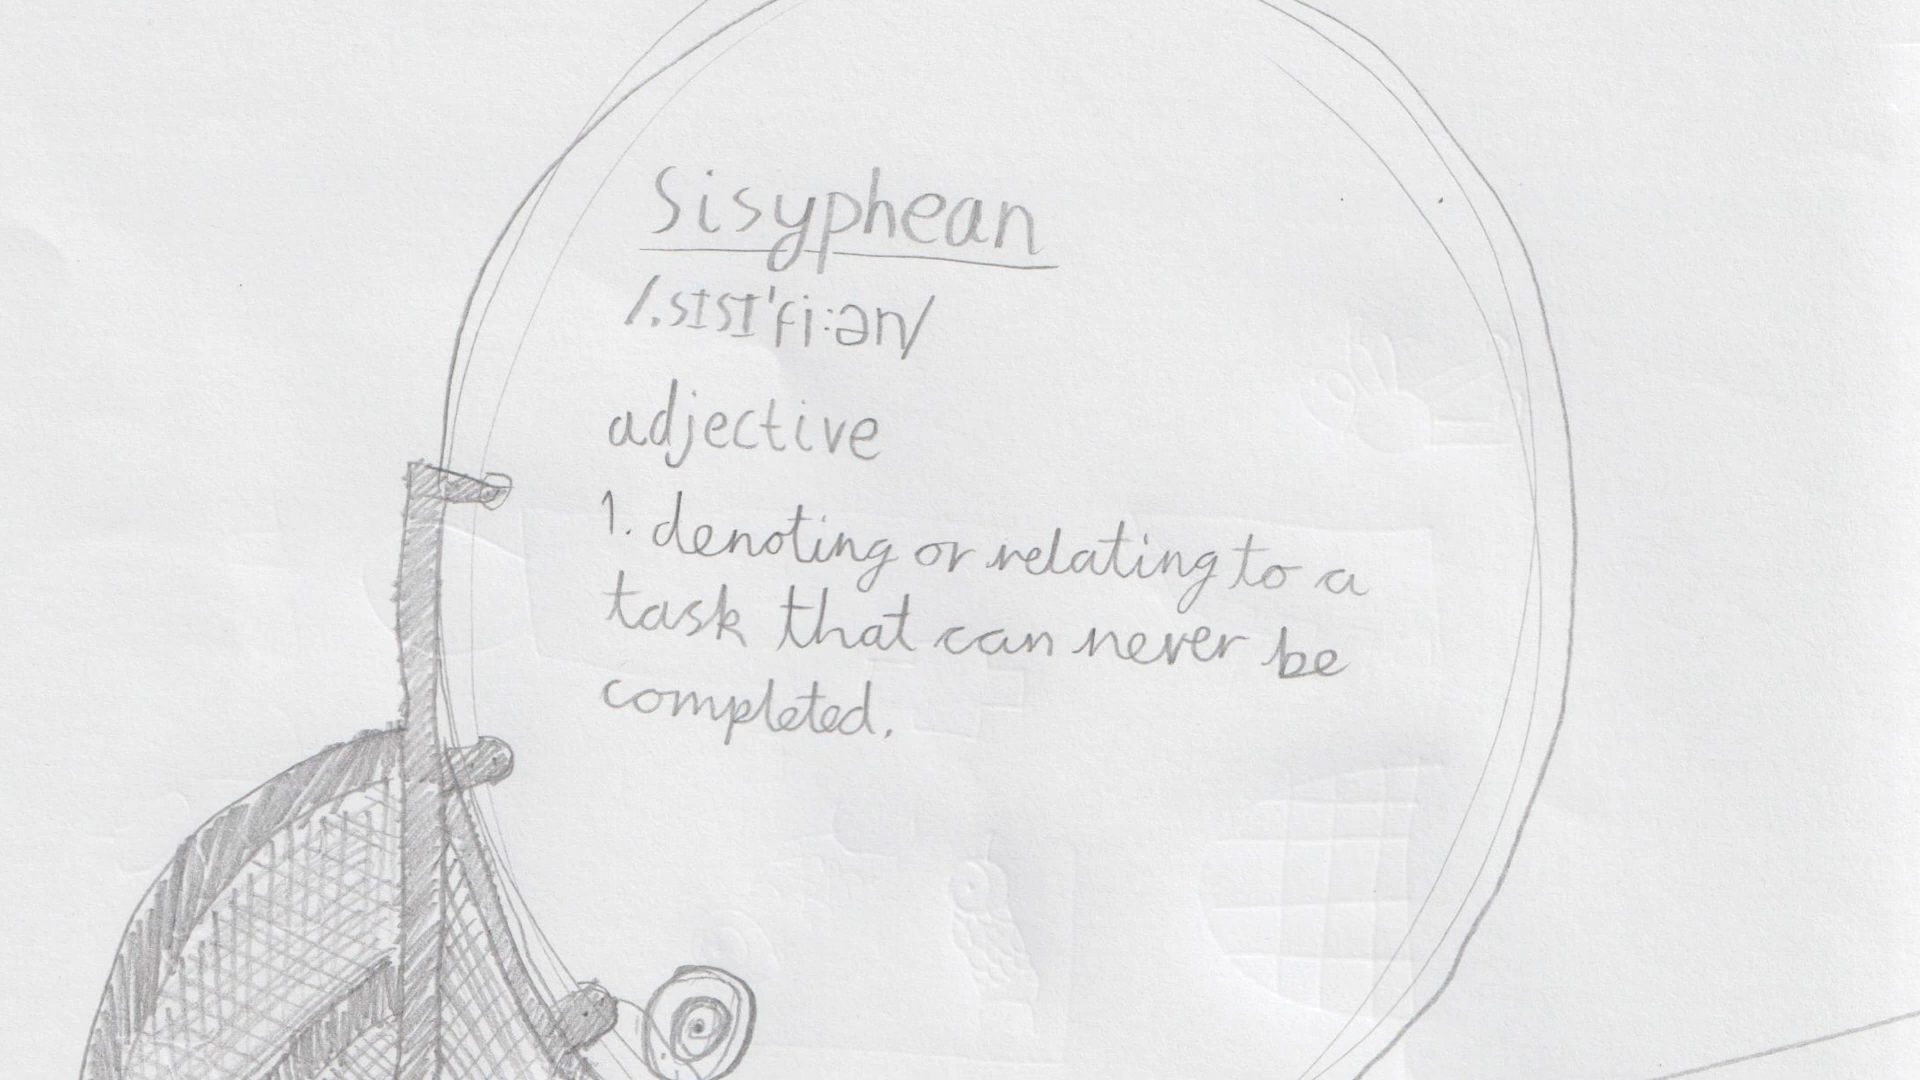 Sisyphean
/ˌsɪsɪˈfiːən/
adjective
1. denoting or relating to a
task that can never be
completed.